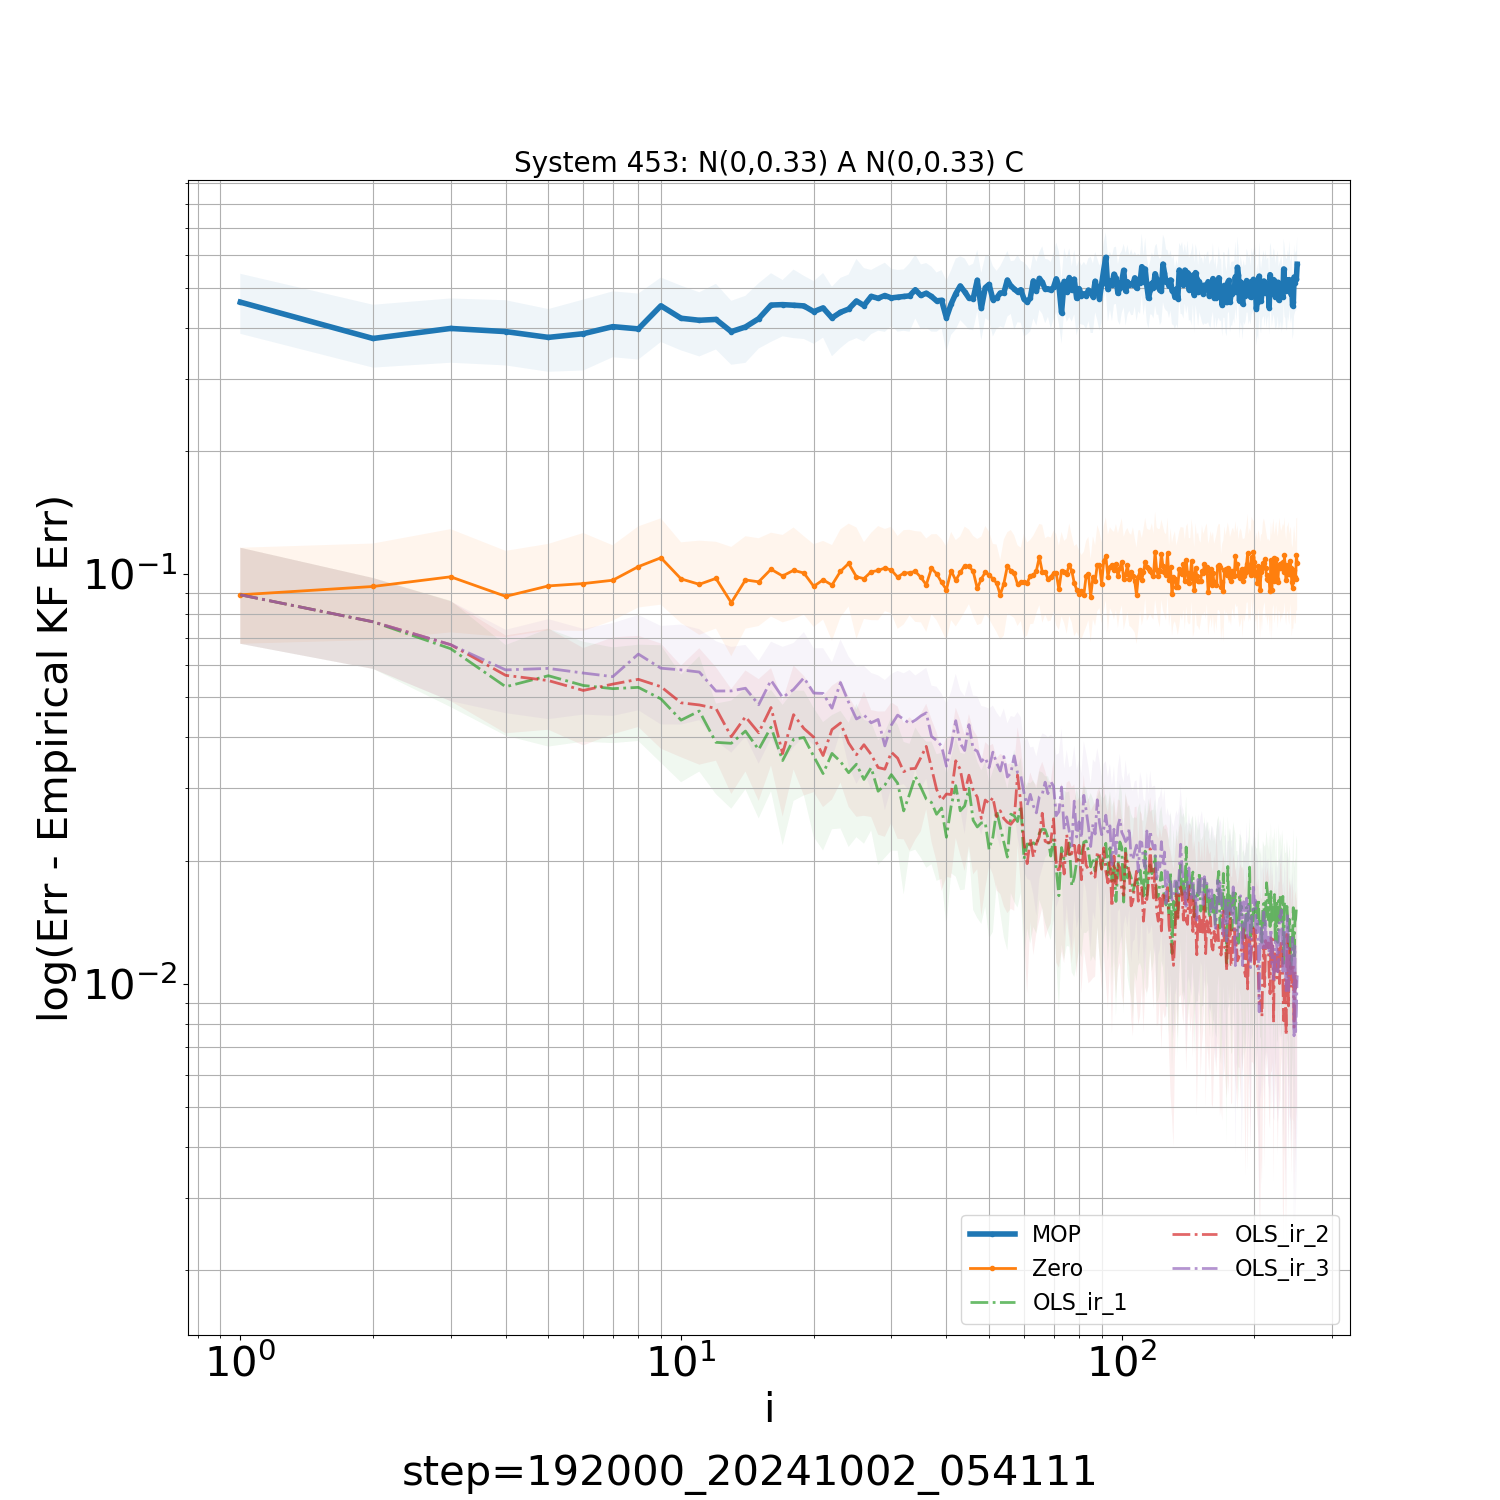 System 453: N(0,0.33) A N(0,0.33) C
log(Err - Empirical KF Err)
10⁻¹
10⁻²
MOP
Zero
OLS_ir_1
OLS_ir_2
OLS_ir_3
10⁰ 10¹ 10²
i
step=192000_20241002_054111